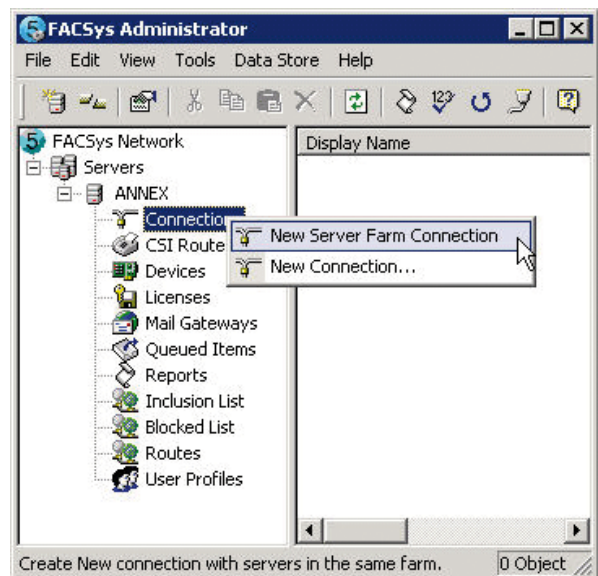 FACSys Administrator
File Edit View Tools Data Store Help
FACSys Network
Display Name
Servers
ANNEX
Connection
New Server Farm Connection
CSI Route
New Connection...
Devices
Licenses
Mail Gateways
Queued Items
Reports
Inclusion List
Blocked List
Routes
User Profiles
Create New connection with servers in the same farm.
0 Object